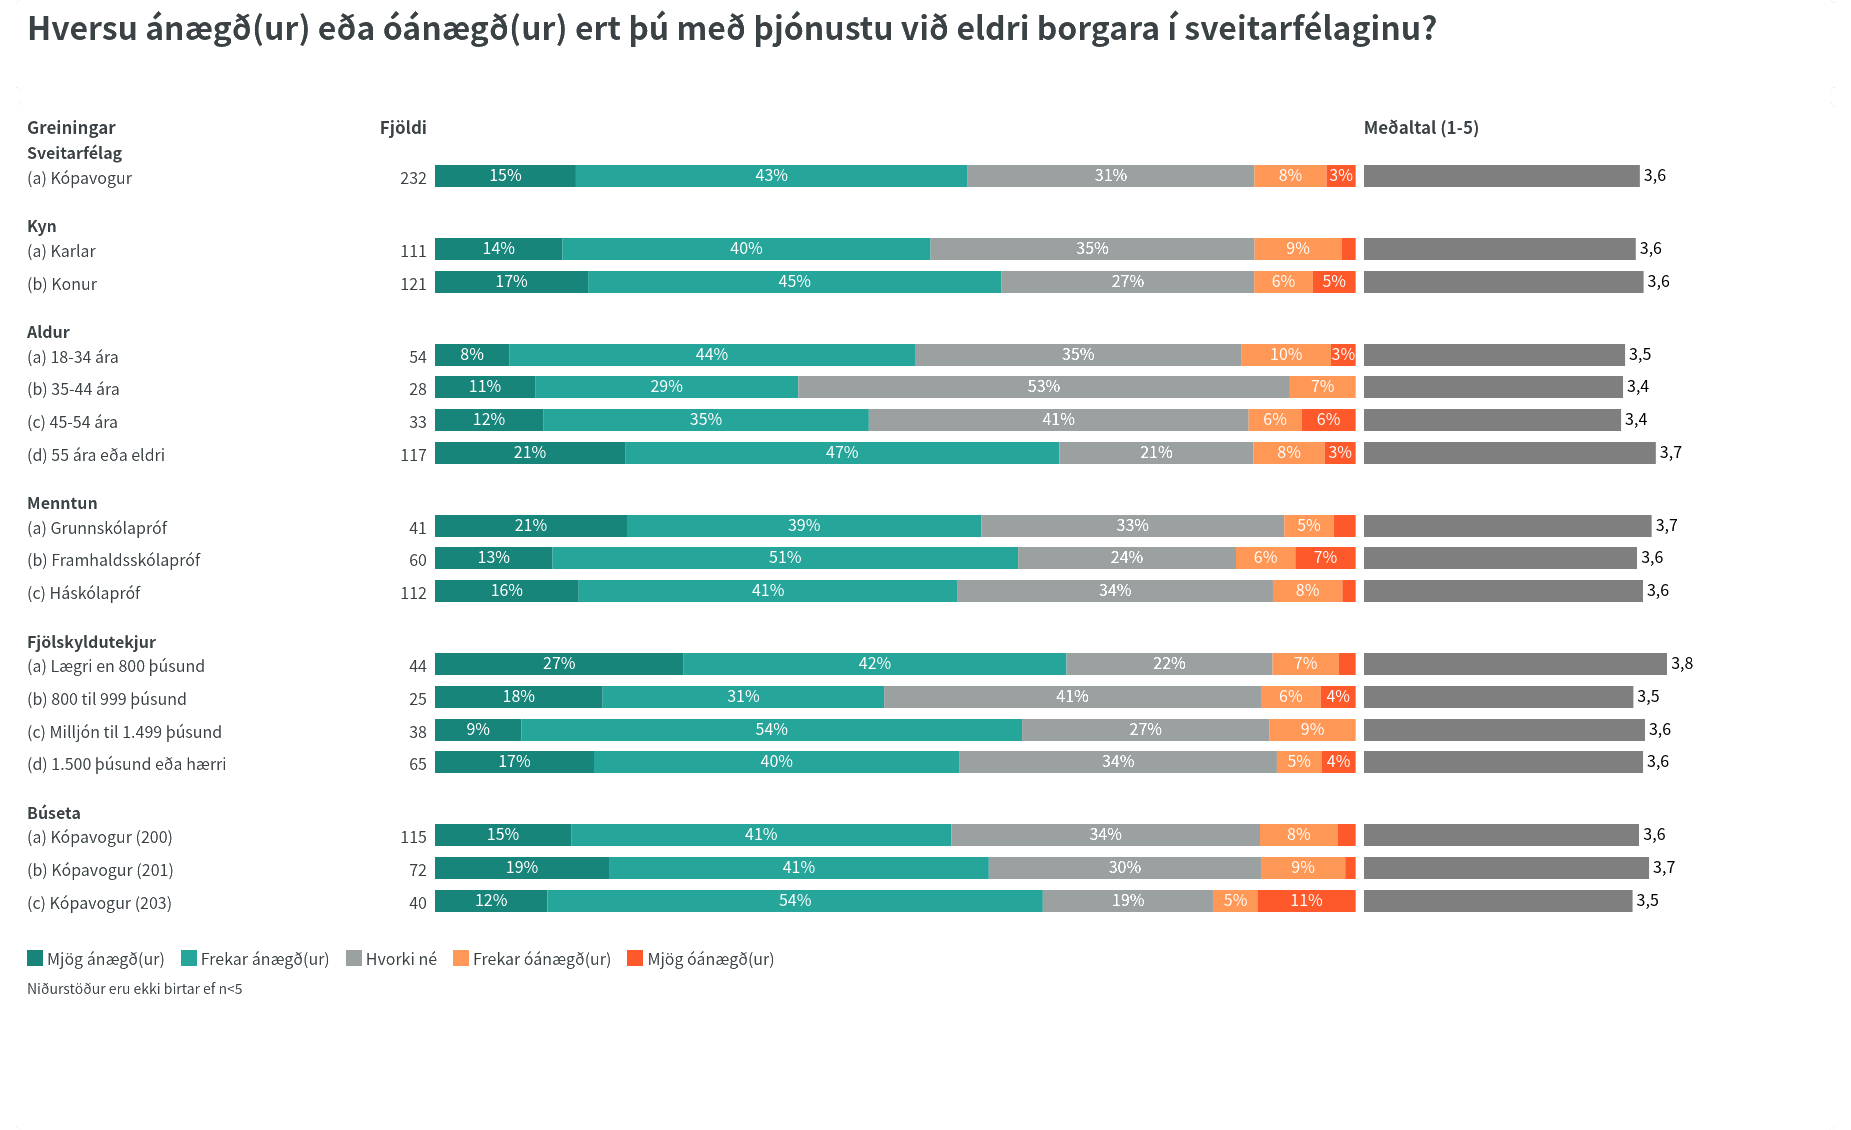 Hversu ánægð(ur) eða óánægð(ur) ert þú með þjónustu við eldri borgara í sveitarfélaginu?
Greiningar Fjöldi Meðaltal (1-5)
Sveitarfélag
(a) Kópavogur 232 15% 43% 31% 8% 3% 3,6
Kyn
(a) Karlar 111 14% 40% 35% 9% 3,6
(b) Konur 121 17% 45% 27% 6% 5% 3,6
Aldur
(a) 18-34 ára 54 8% 44% 35% 10% 3% 3,5
(b) 35-44 ára 28 11% 29% 53% 7% 3,4
(c) 45-54 ára 33 12% 35% 41% 6% 6% 3,4
(d) 55 ára eða eldri 117 21% 47% 21% 8% 3% 3,7
Menntun
(a) Grunnskólapróf 41 21% 39% 33% 5% 3,7
(b) Framhaldsskólapróf 60 13% 51% 24% 6% 7% 3,6
(c) Háskólapróf 112 16% 41% 34% 8% 3,6
Fjölskyldutekjur
(a) Lægri en 800 þúsund 44 27% 42% 22% 7% 3,8
(b) 800 til 999 þúsund 25 18% 31% 41% 6% 4% 3,5
(c) Milljón til 1.499 þúsund 38 9% 54% 27% 9% 3,6
(d) 1.500 þúsund eða hærri 65 17% 40% 34% 5% 4% 3,6
Búseta
(a) Kópavogur (200) 115 15% 41% 34% 8% 3,6
(b) Kópavogur (201) 72 19% 41% 30% 9% 3,7
(c) Kópavogur (203) 40 12% 54% 19% 5% 11% 3,5
Mjög ánægð(ur) Frekar ánægð(ur) Hvorki né Frekar óánægð(ur) Mjög óánægð(ur)
Niðurstöður eru ekki birtar ef n<5